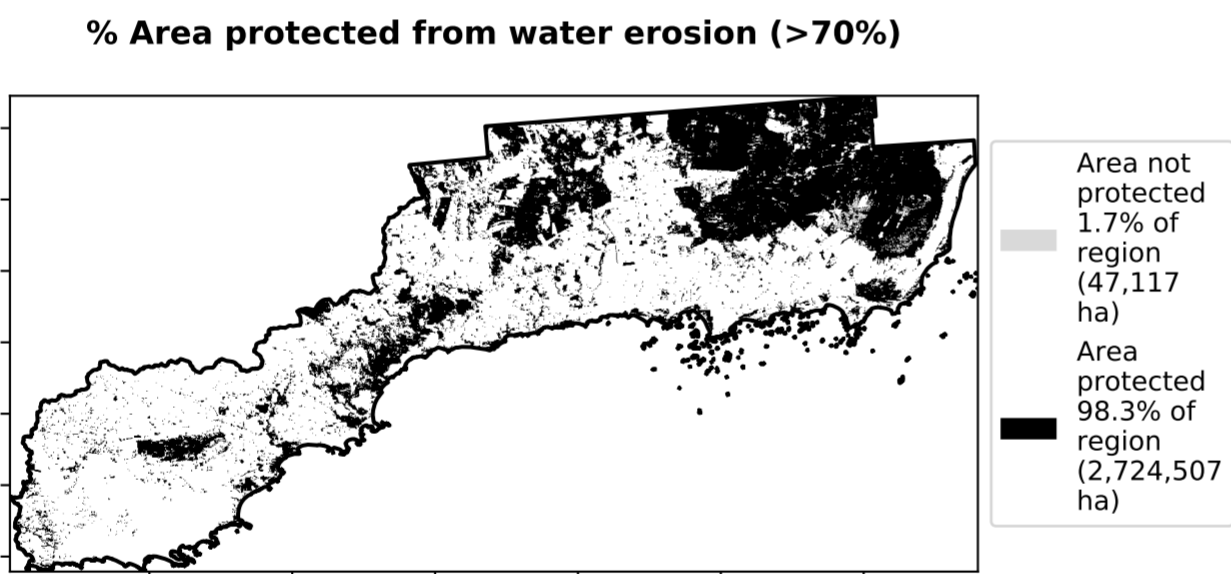 % Area protected from water erosion (>70%)
Area not
protected
1.7% of
region
(47,117
ha)
Area
protected
98.3% of
region
(2,724,507
ha)